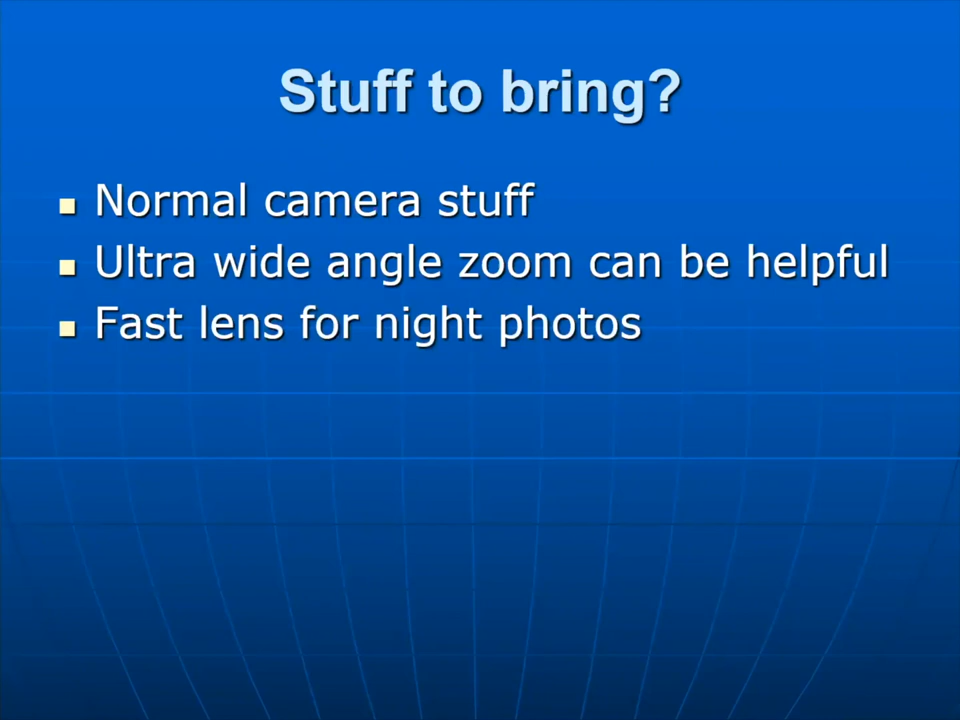 Stuff to bring?
Normal camera stuff
Ultra wide angle zoom can be helpful
Fast lens for night photos